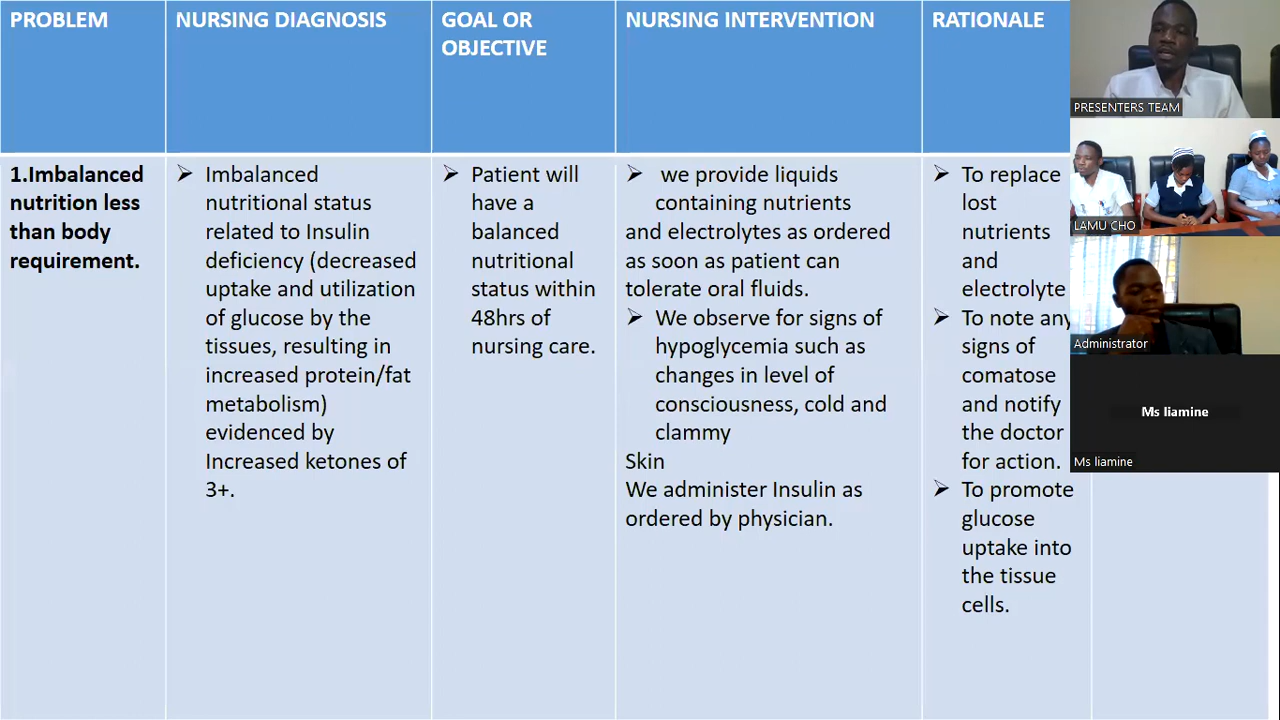 PROBLEM
NURSING DIAGNOSIS
GOAL OR
OBJECTIVE
NURSING INTERVENTION
RATIONALE
1.Imbalanced
nutrition less
than body
requirement.
Imbalanced
nutritional status
related to Insulin
deficiency (decreased
uptake and utilization
of glucose by the
tissues, resulting in
increased protein/fat
metabolism)
evidenced by
Increased ketones of
3+.
Patient will
have a
balanced
nutritional
status within
48hrs of
nursing care.
we provide liquids
containing nutrients
and electrolytes as ordered
as soon as patient can
tolerate oral fluids.
We observe for signs of
hypoglycemia such as
changes in level of
consciousness, cold and
clammy
Skin
We administer Insulin as
ordered by physician.
To replace
lost
nutrients
and
electrolyte
To note any
signs of
comatose
and notify
the doctor
for action.
To promote
glucose
uptake into
the tissue
cells.
PRESENTERS TEAM
LAMU CHO
Administrator
Ms liamine
Ms liamine